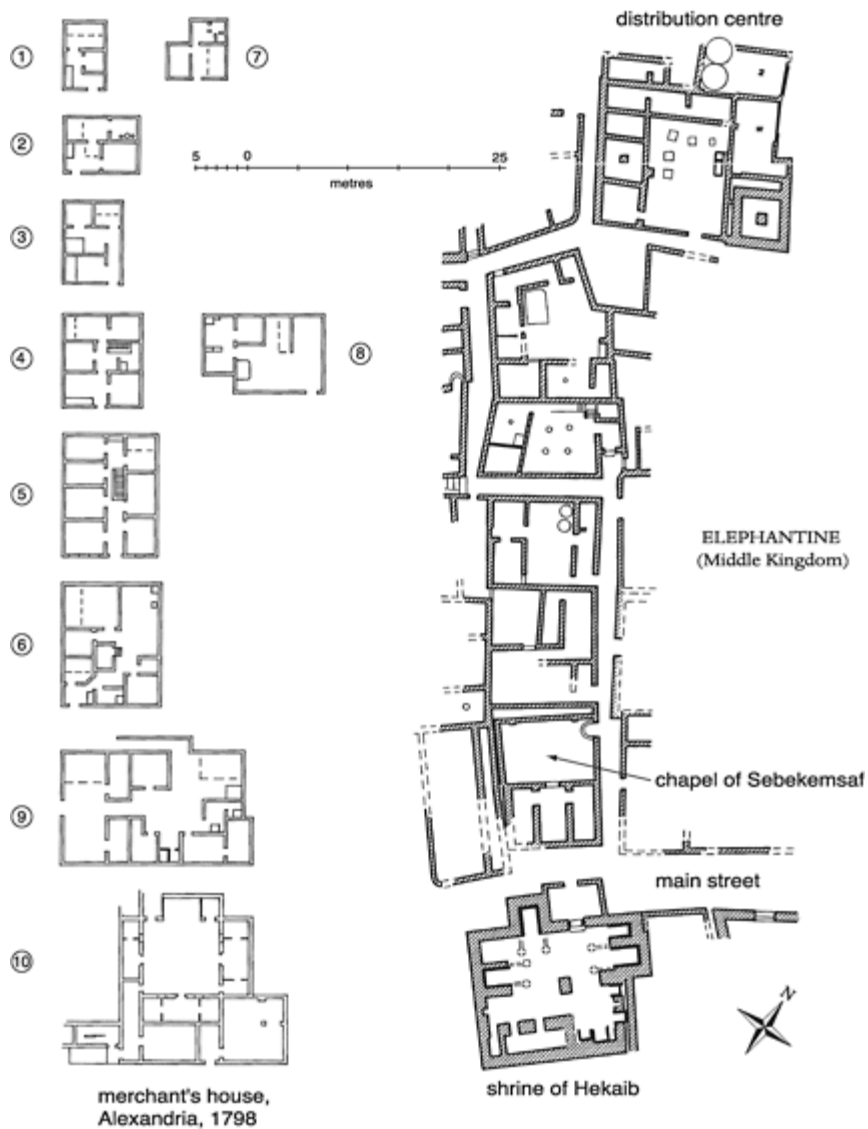 distribution centre
1
7
2
5
0
25
metres
3
4
8
5
ELEPHANTINE
(Middle Kingdom)
6
chapel of Sebekemsaf
9
main street
10
N
shrine of Hekaib
merchant's house,
Alexandria, 1798